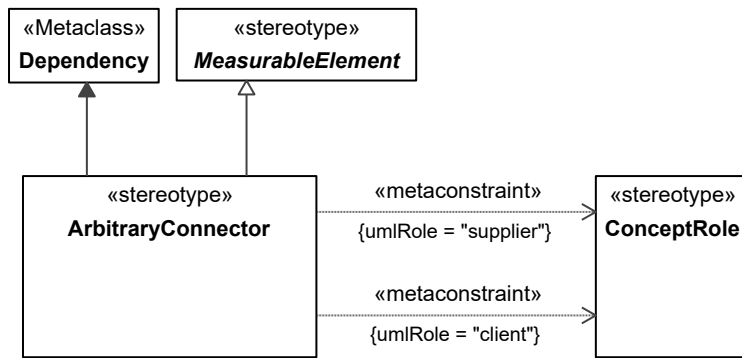 «Metaclass»
Dependency
«stereotype»
MeasurableElement
«stereotype»
ArbitraryConnector
«metaconstraint»
{umlRole = "supplier"}
«metaconstraint»
{umlRole = "client"}
«stereotype»
ConceptRole